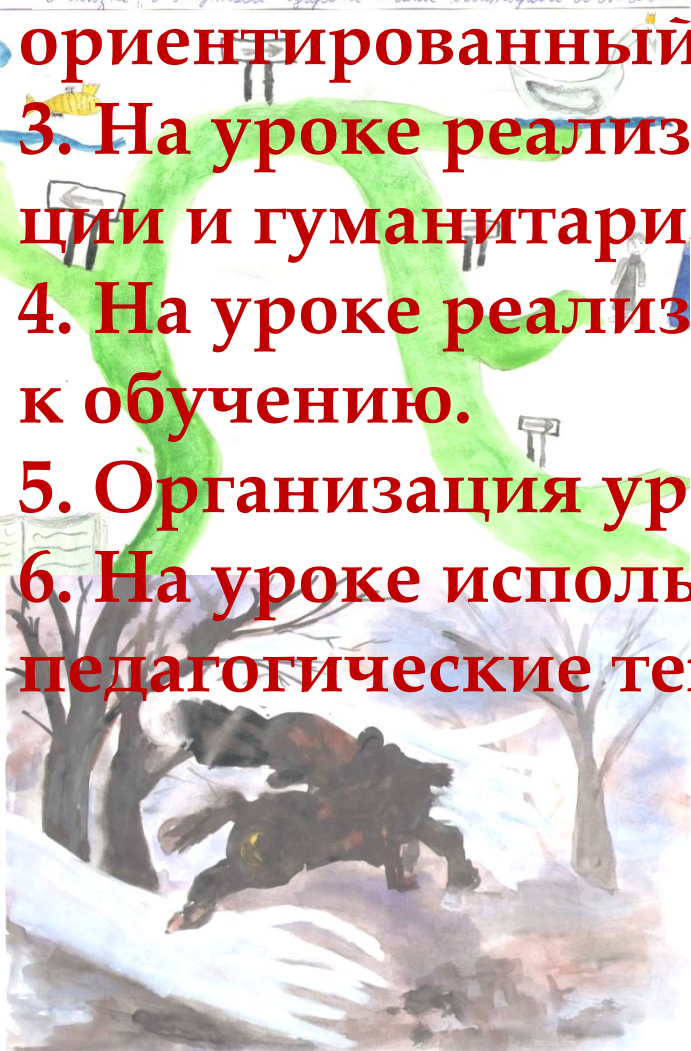 ориентированный
3. На уроке реализ
ции и гуманитари
4. На уроке реализ
к обучению.
5. Организация ур
6. На уроке исполь
педагогические те